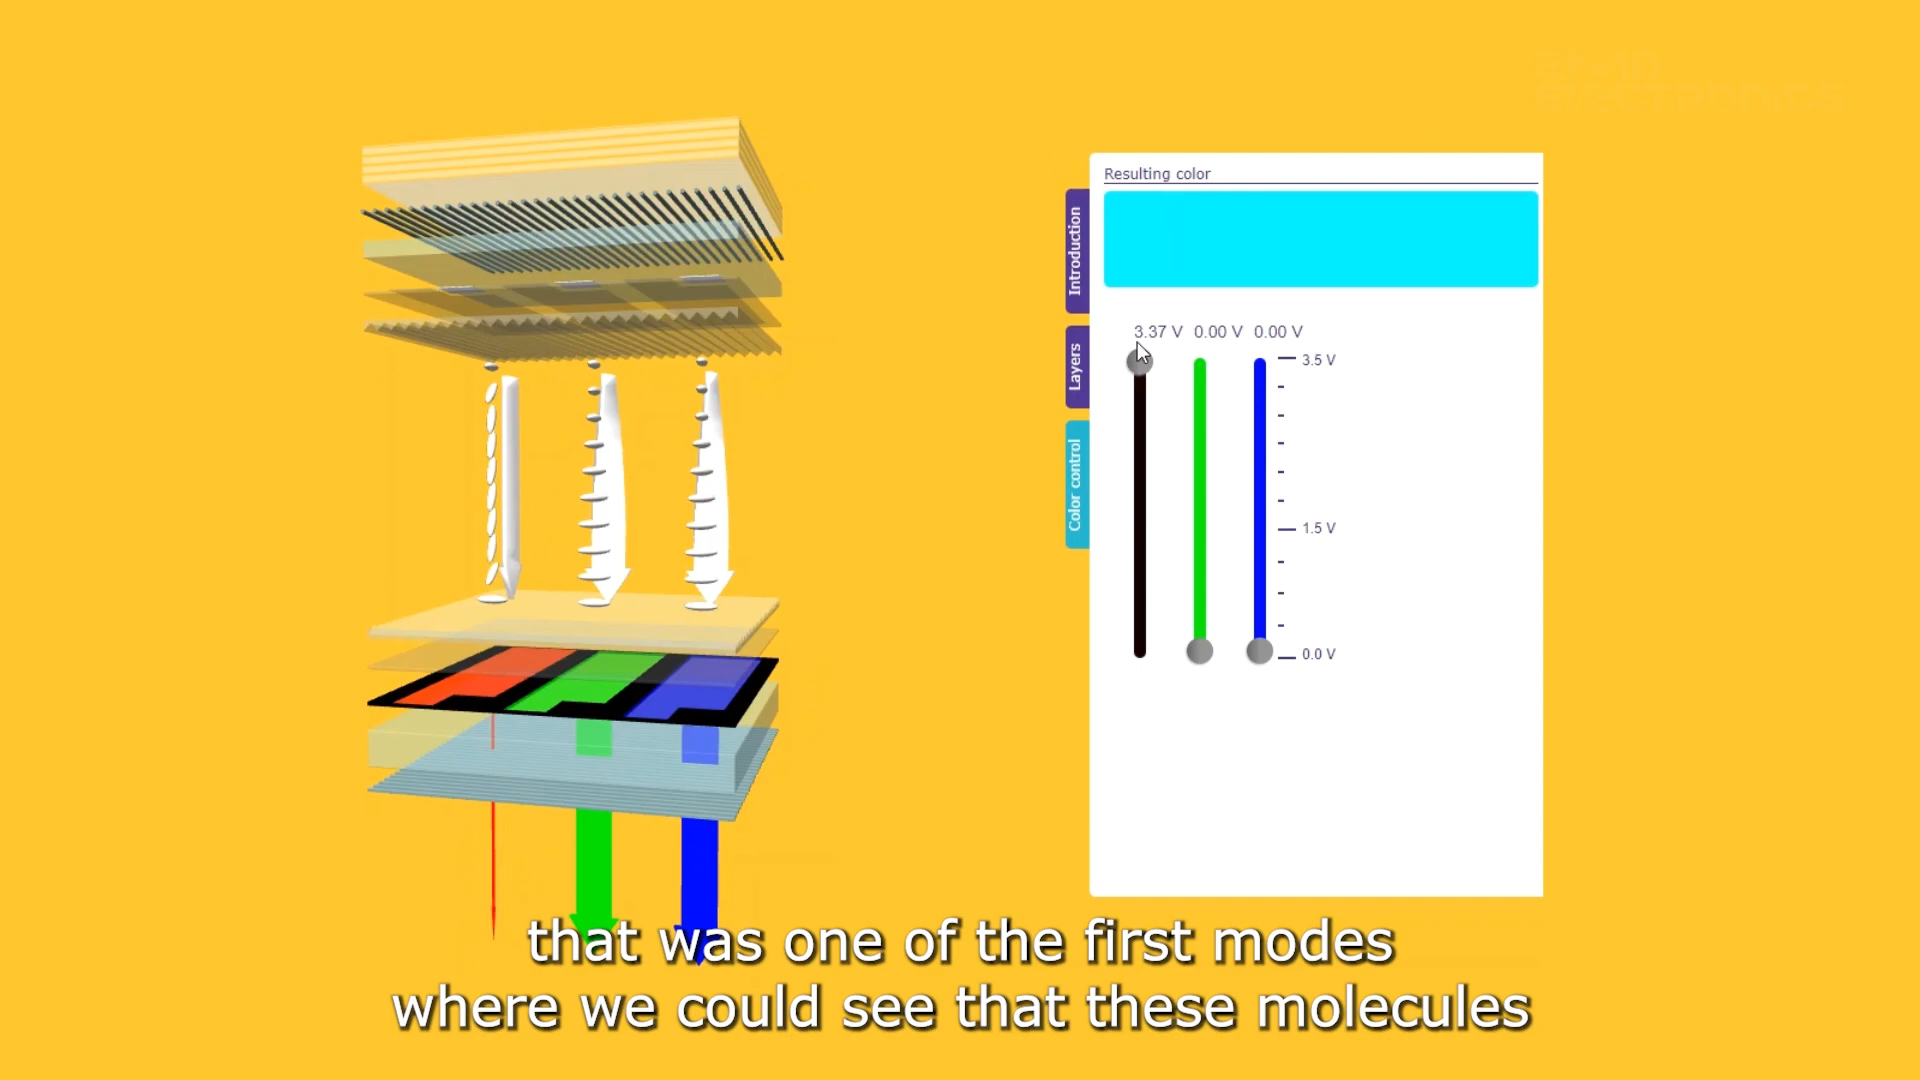 Resulting color
Introduction
Layers
Color control
3.37 V 0.00 V 0.00 V
3.5 V
1.5 V
0.0 V
that was one of the first modes
where we could see that these molecules